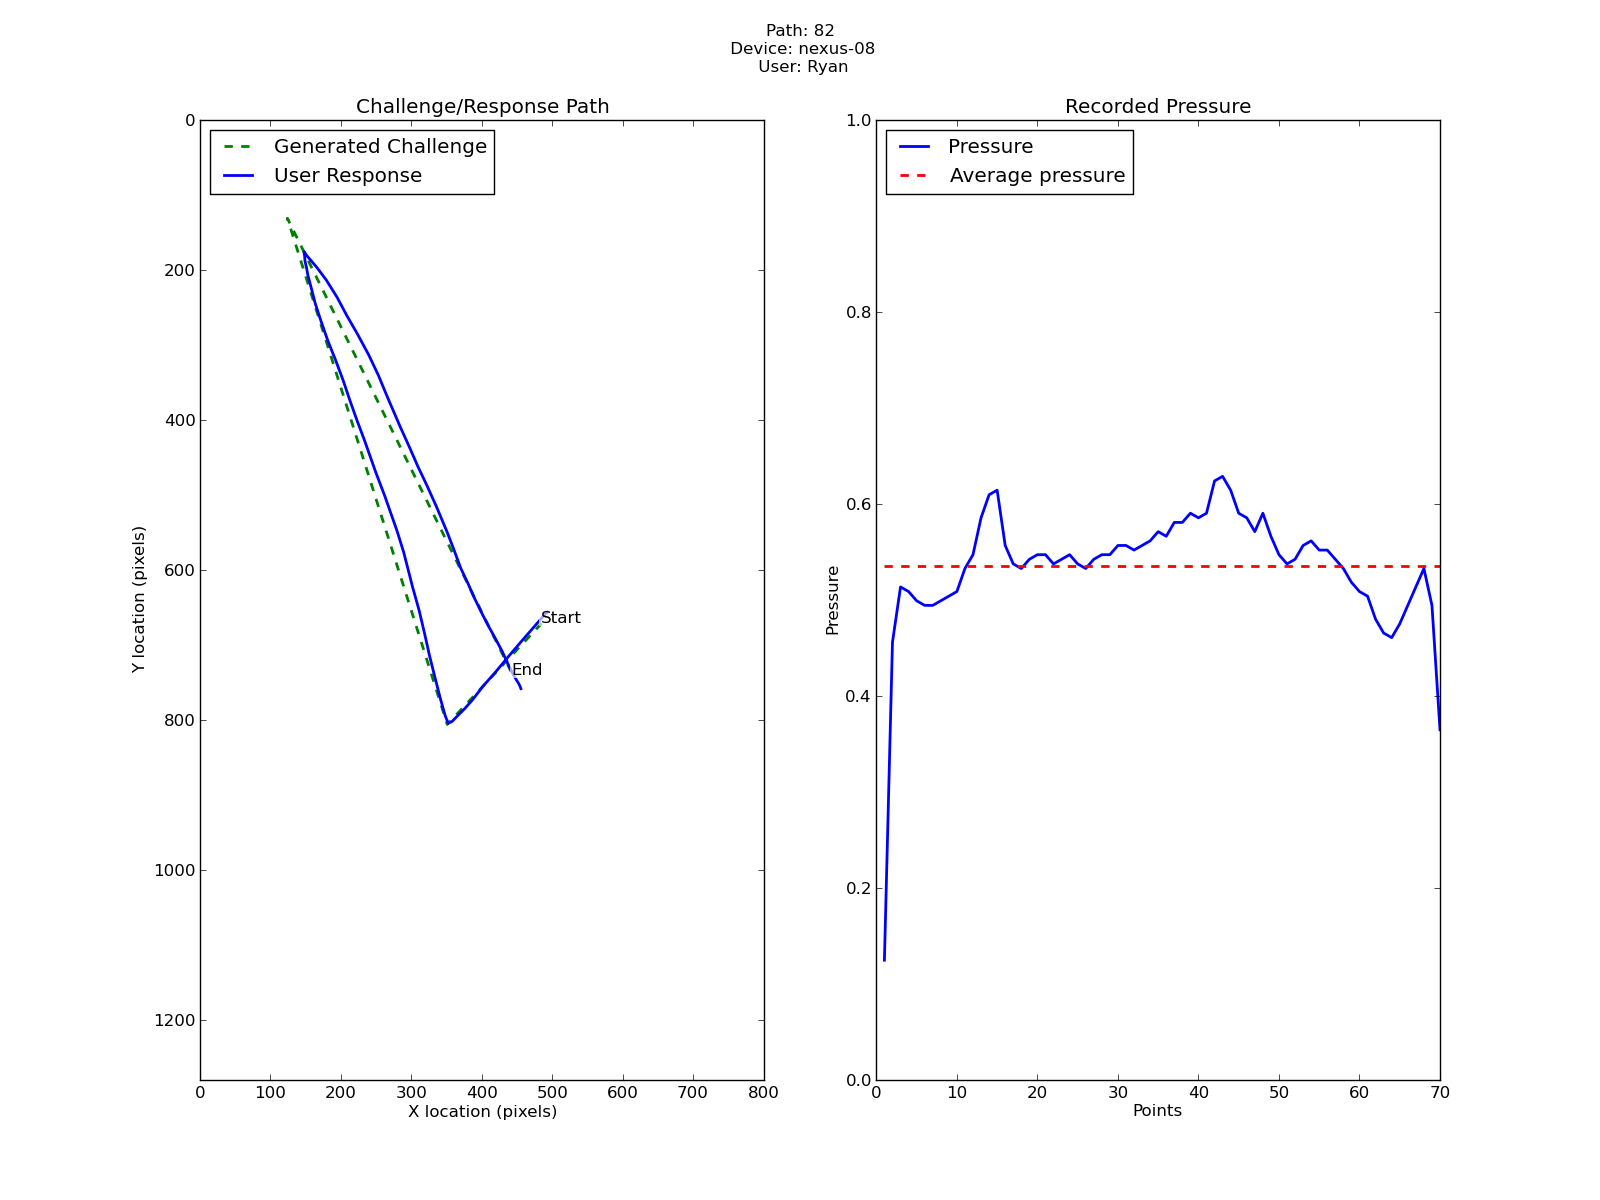 Path: 82
Device: nexus-08
User: Ryan
Challenge/Response Path
Generated Challenge
User Response
0
200
400
600
800
1000
1200
Y location (pixels)
Start
End
0 100 200 300 400 500 600 700 800
X location (pixels)
Recorded Pressure
Pressure
Average pressure
1.0
0.8
0.6
0.4
0.2
0.0
Pressure
0 10 20 30 40 50 60 70
Points